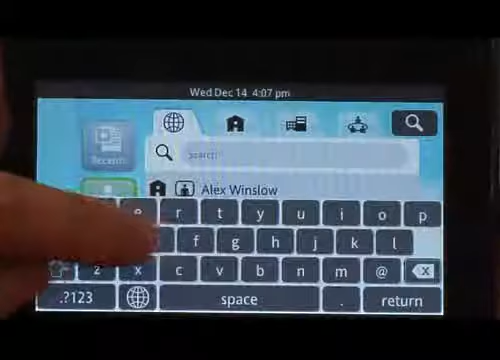 Wed Dec 14 4:07 pm
Recents
search
Alex Winslow
e r t y u i o p
f g h j k l
z x c v b n m @
.?123 space . return